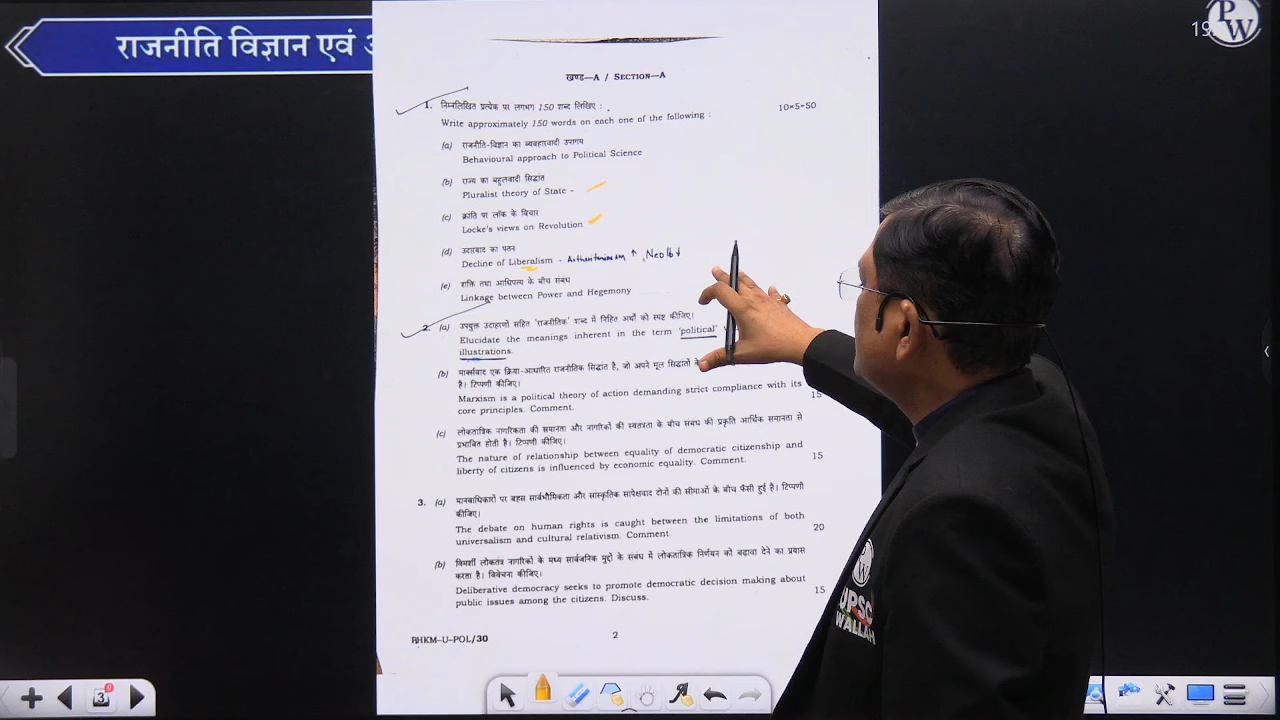 राजनीति विज्ञान एवं
19
PW
खण्ड—A / SECTION—A
1. निम्नलिखित प्रत्येक पर लगभग 150 शब्द लिखिए :
10×5=50
Write approximately 150 words on each one of the following :
(a) राजनीति-विज्ञान का व्यवहारवादी उपागम
Behavioural approach to Political Science
(b) राज्य का बहुलवादी सिद्धांत
Pluralist theory of State -
(c) क्रांति पर लॉक के विचार
Locke's views on Revolution
(d) उदारवाद का पतन
Decline of Liberalism -
(e) शक्ति तथा आधिपत्य के बीच संबंध
Linkage between Power and Hegemony
2. (a) उपयुक्त उदाहरणों सहित 'राजनीतिक' शब्द में निहित अर्थों को स्पष्ट कीजिए।
Elucidate the meanings inherent in the term 'political'
illustrations.
(b) मार्क्सवाद एक क्रिया-आधारित राजनीतिक सिद्धांत है, जो अपने मूल सिद्धांतों के
है। टिप्पणी कीजिए।
Marxism is a political theory of action demanding strict compliance with its
core principles. Comment.
15
(c) लोकतांत्रिक नागरिकता की समानता और नागरिकों की स्वतंत्रता के बीच संबंध की प्रकृति आर्थिक समानता से
प्रभावित होती है। टिप्पणी कीजिए।
The nature of relationship between equality of democratic citizenship and
liberty of citizens is influenced by economic equality. Comment.
15
3. (a) मानवाधिकारों पर बहस सार्वभौमिकता और सांस्कृतिक सापेक्षवाद दोनों की सीमाओं के बीच फँसी हुई है। टिप्पणी
कीजिए।
The debate on human rights is caught between the limitations of both
universalism and cultural relativism. Comment.
20
(b) विमर्शी लोकतंत्र नागरिकों के मध्य सार्वजनिक मुद्दों के संबंध में लोकतांत्रिक निर्णयन को बढ़ावा देने का प्रयास
करता है। विवेचना कीजिए।
Deliberative democracy seeks to promote democratic decision making about
public issues among the citizens. Discuss.
15
RHKM-U-POL/30
2
UPSC
WALLAH
3